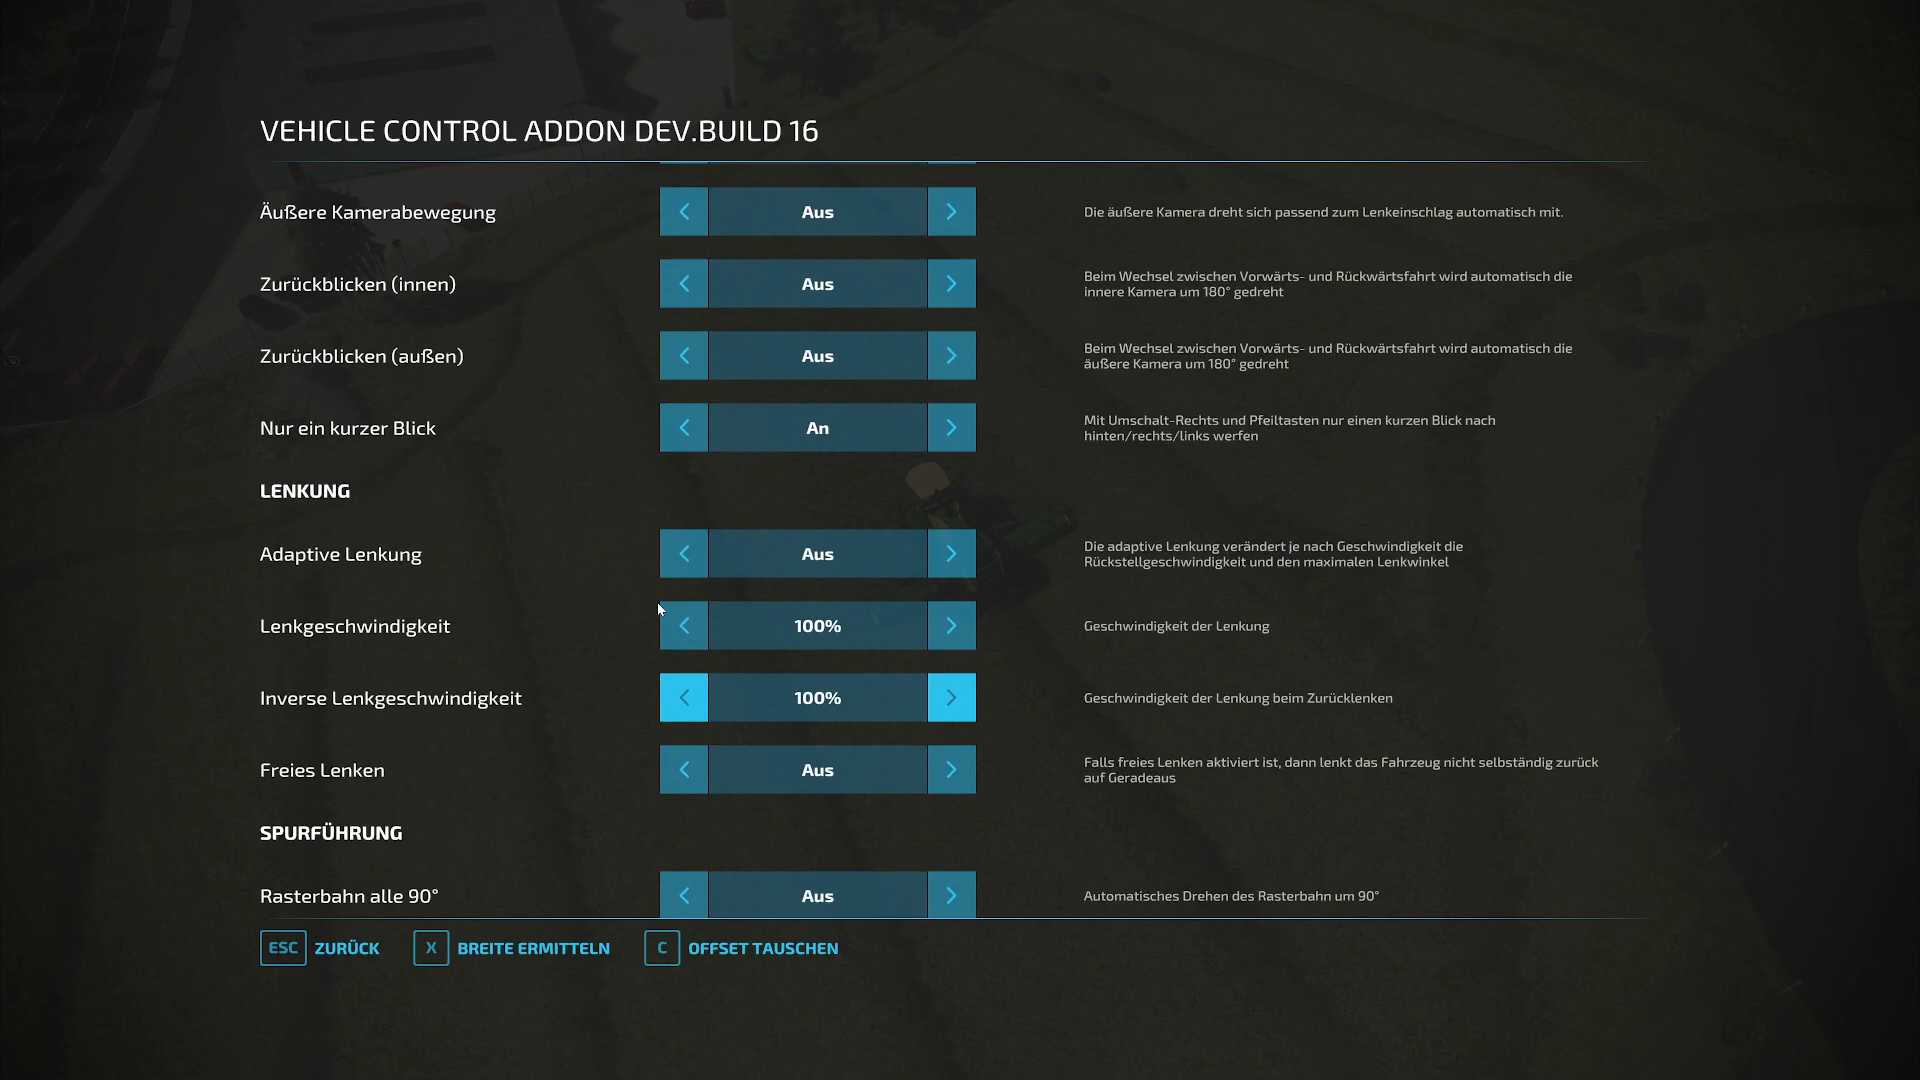 VEHICLE CONTROL ADDON DEV.BUILD 16
Äußere Kamerabewegung
Aus
Die äußere Kamera dreht sich passend zum Lenkeinschlag automatisch mit.
Zurückblicken (innen)
Aus
Beim Wechsel zwischen Vorwärts- und Rückwärtsfahrt wird automatisch die
innere Kamera um 180° gedreht
Zurückblicken (außen)
Aus
Beim Wechsel zwischen Vorwärts- und Rückwärtsfahrt wird automatisch die
äußere Kamera um 180° gedreht
Nur ein kurzer Blick
An
Mit Umschalt-Rechts und Pfeiltasten nur einen kurzen Blick nach
hinten/rechts/links werfen
LENKUNG
Adaptive Lenkung
Aus
Die adaptive Lenkung verändert je nach Geschwindigkeit die
Rückstellgeschwindigkeit und den maximalen Lenkwinkel
Lenkgeschwindigkeit
100%
Geschwindigkeit der Lenkung
Inverse Lenkgeschwindigkeit
100%
Geschwindigkeit der Lenkung beim Zurücklenken
Freies Lenken
Aus
Falls freies Lenken aktiviert ist, dann lenkt das Fahrzeug nicht selbständig zurück
auf Geradeaus
SPURFÜHRUNG
Rasterbahn alle 90°
Aus
Automatisches Drehen des Rasterbahn um 90°
ESC ZURÜCK X BREITE ERMITTELN C OFFSET TAUSCHEN